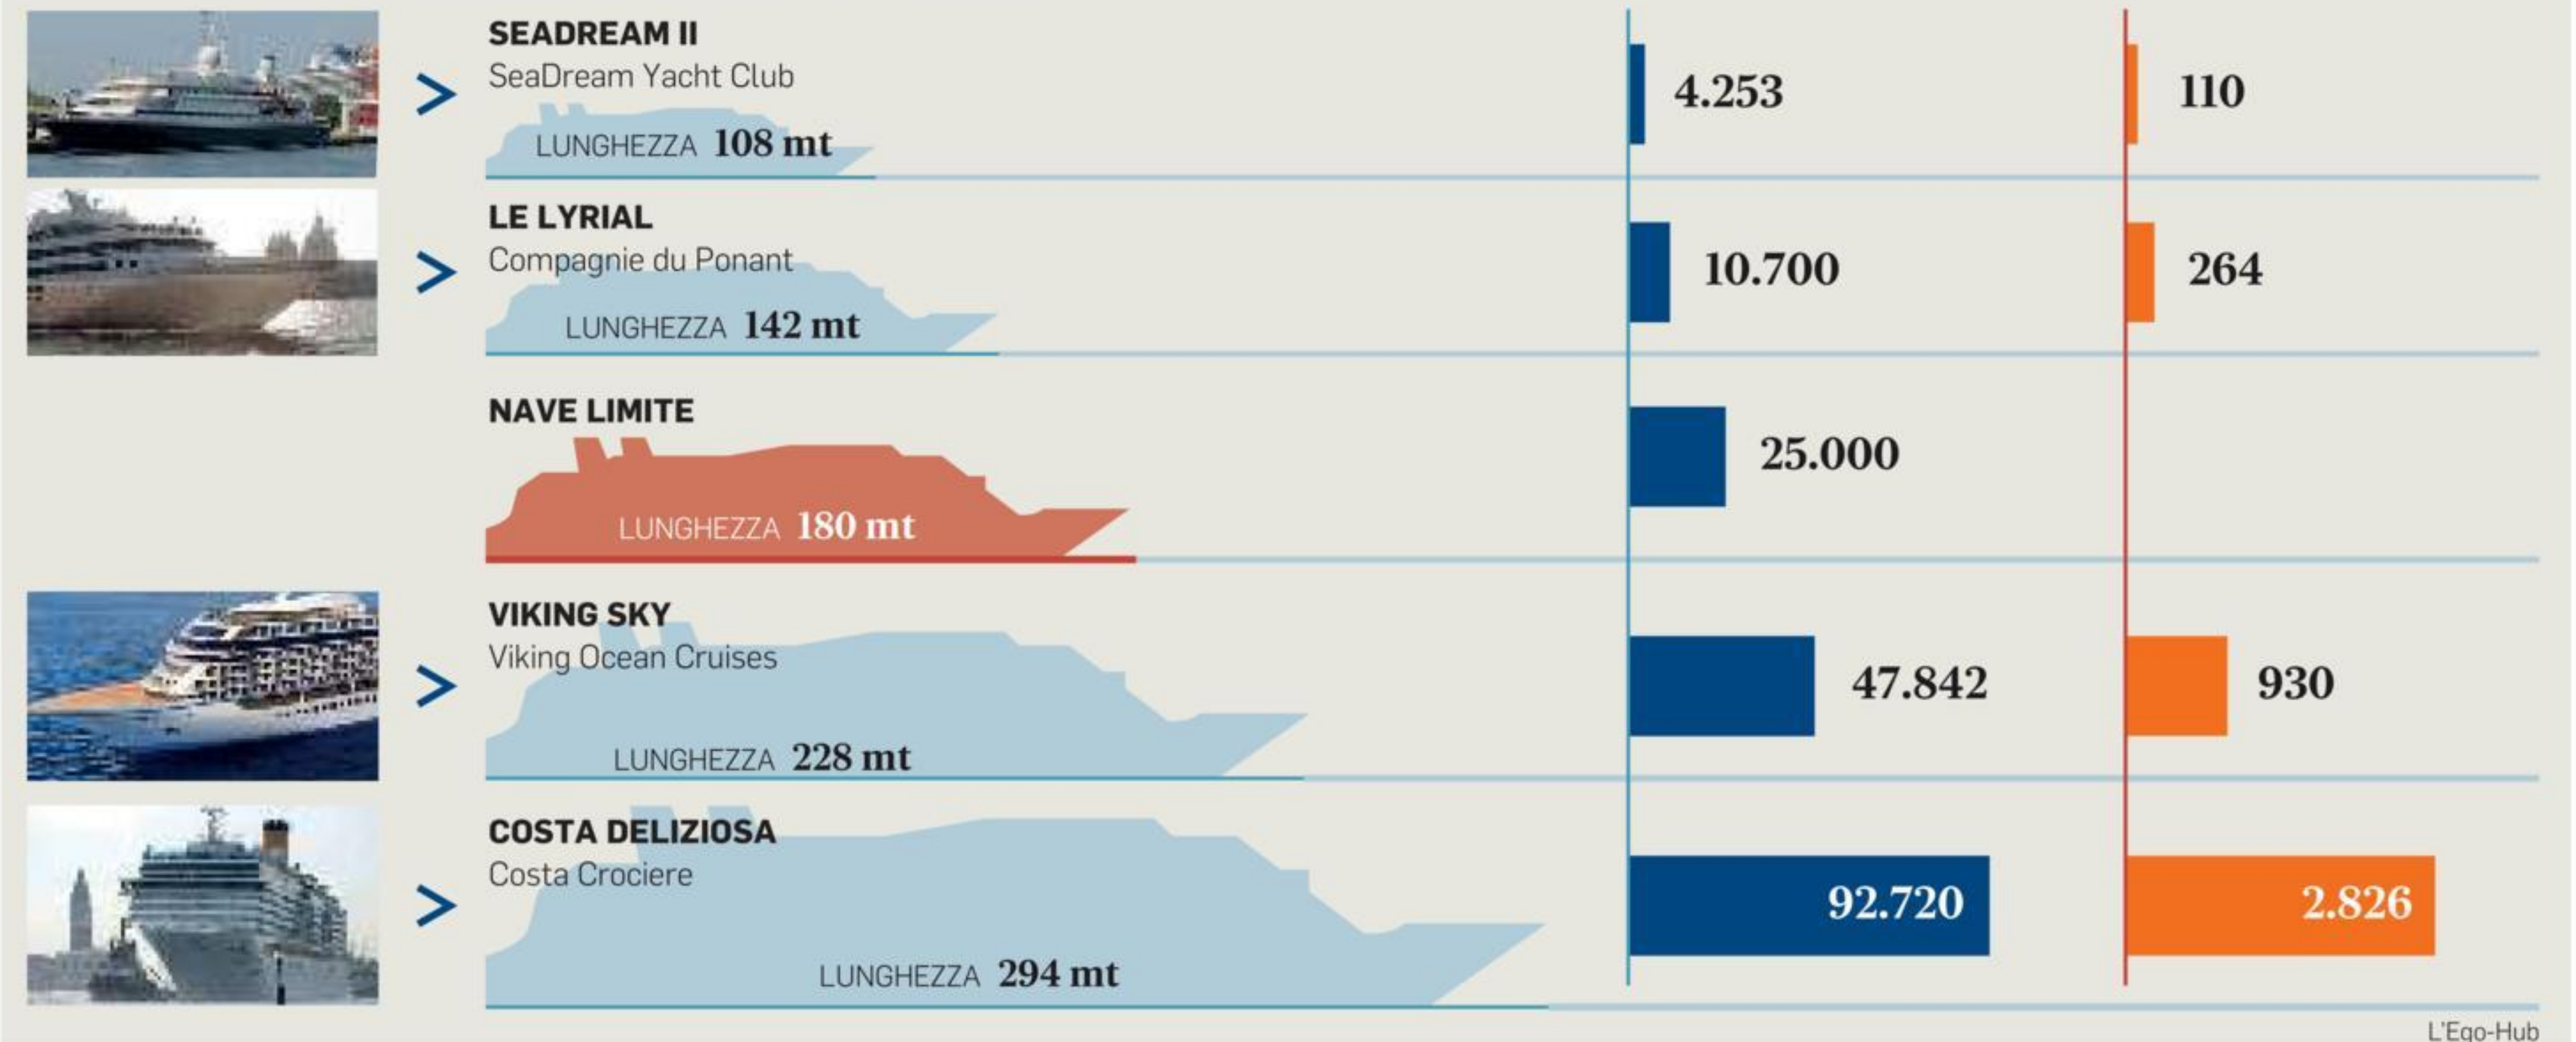 SEADREAM II
SeaDream Yacht Club
LUNGHEZZA 108 mt
4.253
110
LE LYRIAL
Compagnie du Ponant
LUNGHEZZA 142 mt
10.700
264
NAVE LIMITE
LUNGHEZZA 180 mt
25.000
VIKING SKY
Viking Ocean Cruises
LUNGHEZZA 228 mt
47.842
930
COSTA DELIZIOSA
Costa Crociere
LUNGHEZZA 294 mt
92.720
2.826
L'Ego-Hub